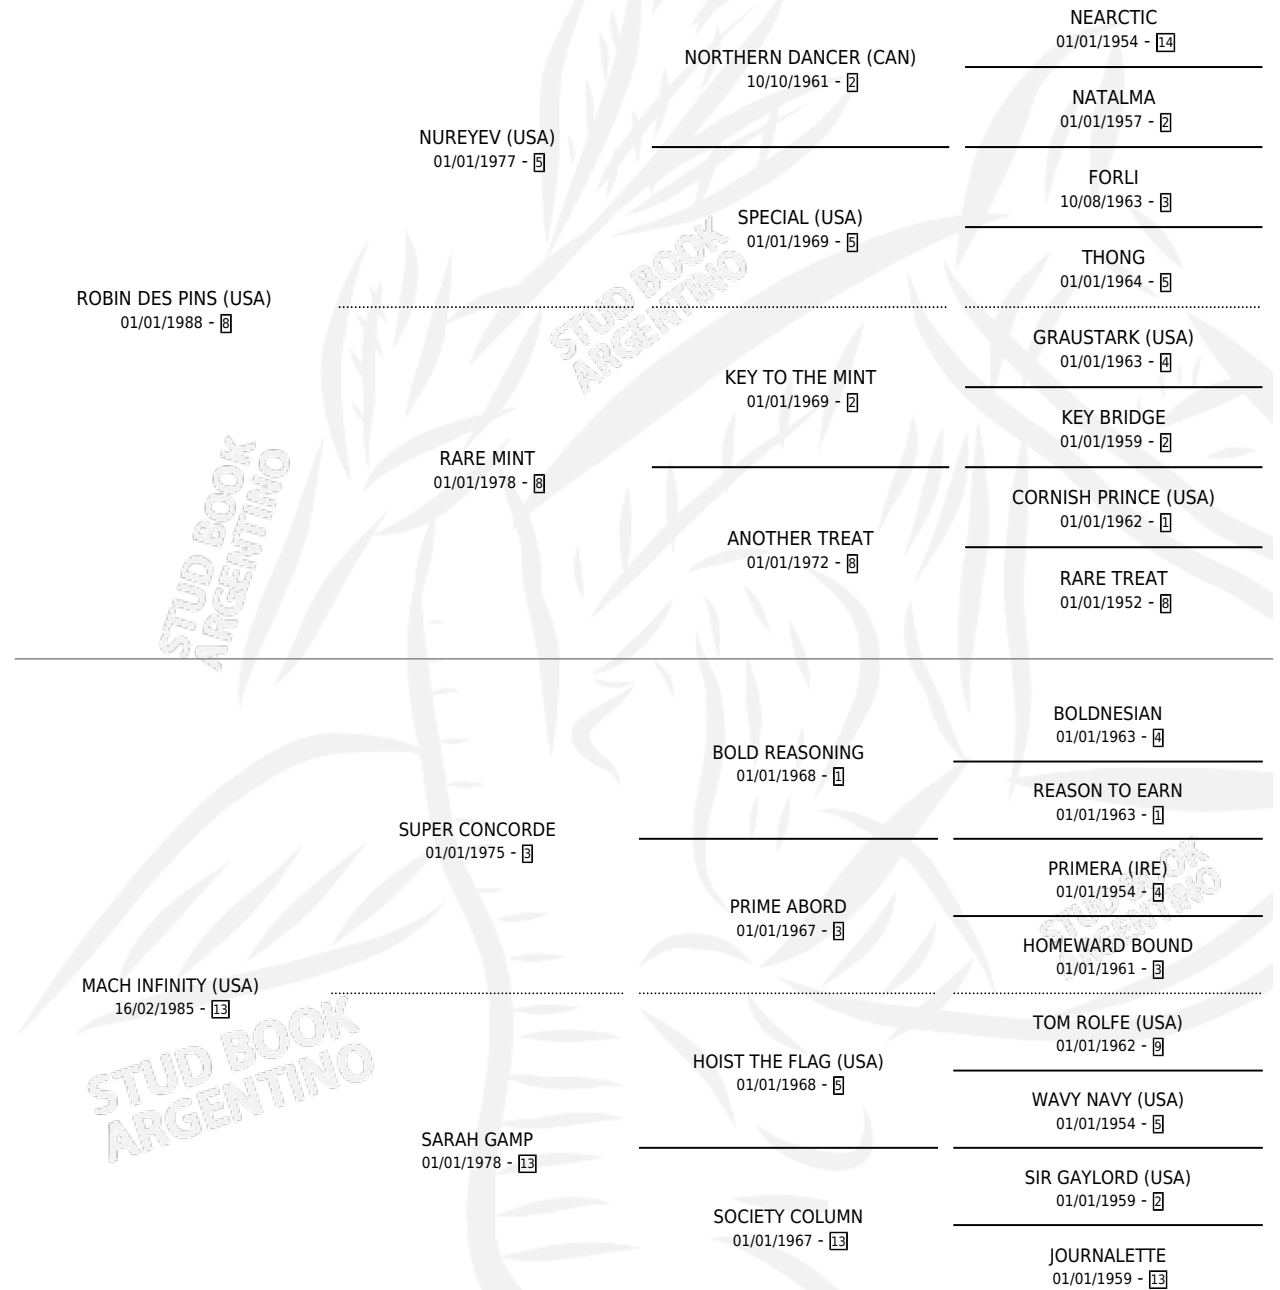 NEARCTIC
01/01/1954 - 14
NORTHERN DANCER (CAN)
10/10/1961 - 2
NATALMA
01/01/1957 - 2
NUREYEV (USA)
01/01/1977 - 5
FORLI
10/08/1963 - 3
SPECIAL (USA)
01/01/1969 - 5
THONG
01/01/1964 - 5
ROBIN DES PINS (USA)
01/01/1988 - 8
GRAUSTARK (USA)
01/01/1963 - 4
KEY TO THE MINT
01/01/1969 - 2
KEY BRIDGE
01/01/1959 - 2
RARE MINT
01/01/1978 - 8
CORNISH PRINCE (USA)
01/01/1962 - 1
ANOTHER TREAT
01/01/1972 - 8
RARE TREAT
01/01/1952 - 8
BOLDNESIAN
01/01/1963 - 4
BOLD REASONING
01/01/1968 - 1
REASON TO EARN
01/01/1963 - 1
SUPER CONCORDE
01/01/1975 - 3
PRIMERA (IRE)
01/01/1954 - 4
PRIME ABORD
01/01/1967 - 3
HOMEWARD BOUND
01/01/1961 - 3
MACH INFINITY (USA)
16/02/1985 - 13
TOM ROLFE (USA)
01/01/1962 - 9
HOIST THE FLAG (USA)
01/01/1968 - 5
WAVY NAVY (USA)
01/01/1954 - 5
SARAH GAMP
01/01/1978 - 13
SIR GAYLORD (USA)
01/01/1959 - 2
SOCIETY COLUMN
01/01/1967 - 13
JOURNALETTE
01/01/1959 - 13
STUD BOOK
ARGENTINO
STUD BOOK
ARGENTINO
STUD BOOK
ARGENTINO
STUD BOOK
ARGENTINO